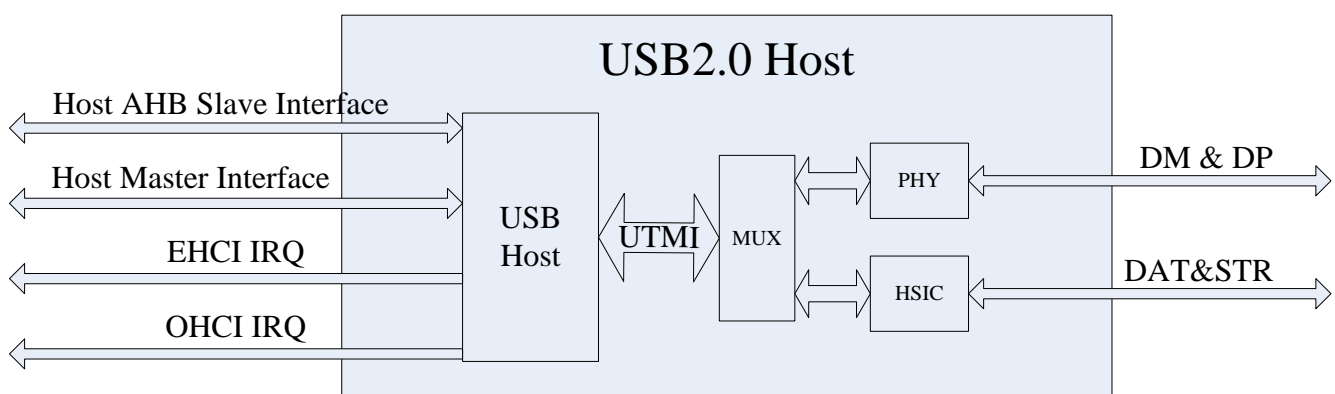 USB2.0 Host
Host AHB Slave Interface
Host Master Interface
EHCI IRQ
OHCI IRQ
USB
Host
UTMI
MUX
PHY
HSIC
DM & DP
DAT&STR